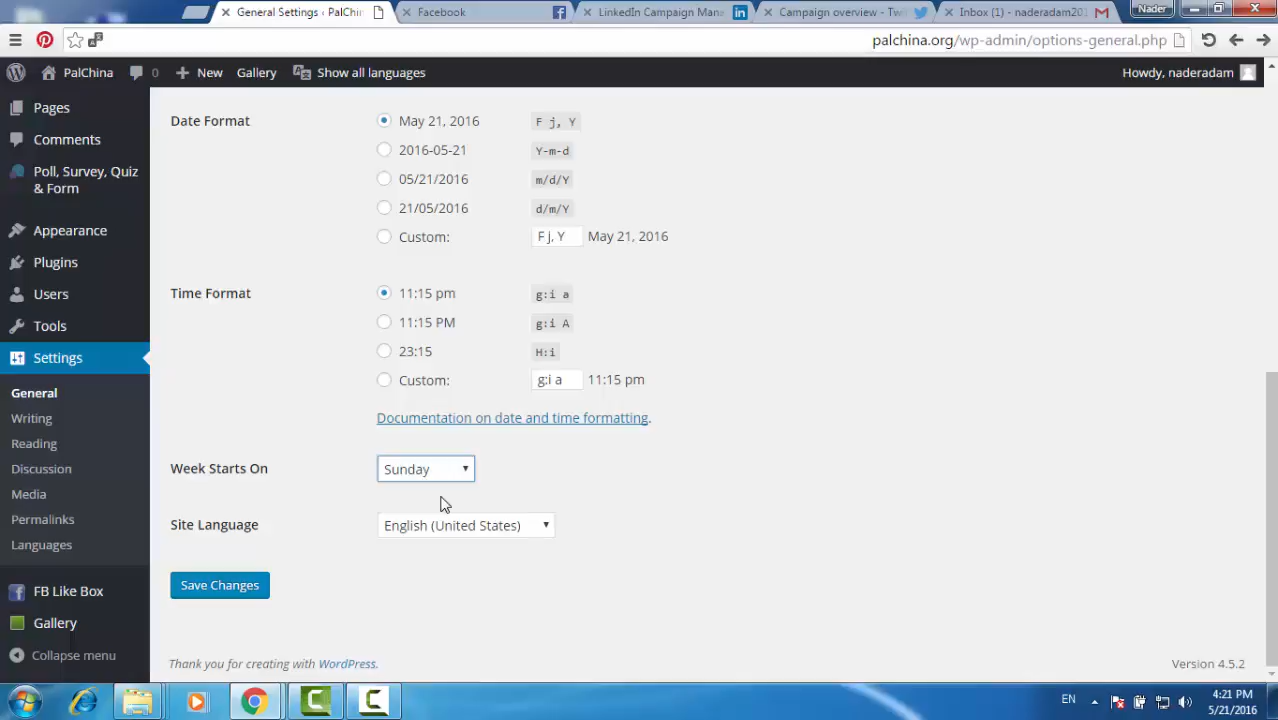 General Settings ‹ PalChin
Facebook
LinkedIn Campaign Mana
Campaign overview - Twi
Inbox (1) - naderadam201
Nader
palchina.org/wp-admin/options-general.php
PalChina
0
New
Gallery
Show all languages
Howdy, naderadam
Pages
Comments
Poll, Survey, Quiz
& Form
Appearance
Plugins
Users
Tools
Settings
General
Writing
Reading
Discussion
Media
Permalinks
Languages
FB Like Box
Gallery
Collapse menu
Date Format
May 21, 2016 F j, Y
2016-05-21 Y-m-d
05/21/2016 m/d/Y
21/05/2016 d/m/Y
Custom: F j, Y May 21, 2016
Time Format
11:15 pm g:i a
11:15 PM g:i A
23:15 H:i
Custom: g:i a 11:15 pm
Documentation on date and time formatting.
Week Starts On Sunday
Site Language English (United States)
Save Changes
Thank you for creating with WordPress.
Version 4.5.2
EN
4:21 PM
5/21/2016